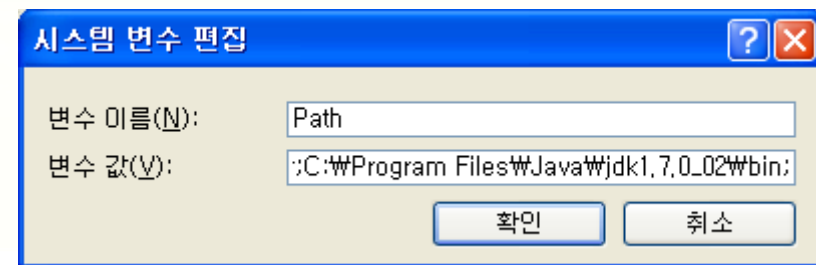 시스템 변수 편집
변수 이름(N): Path
변수 값(V): ;C:₩Program Files₩Java₩jdk1.7.0_02₩bin;
확인 취소